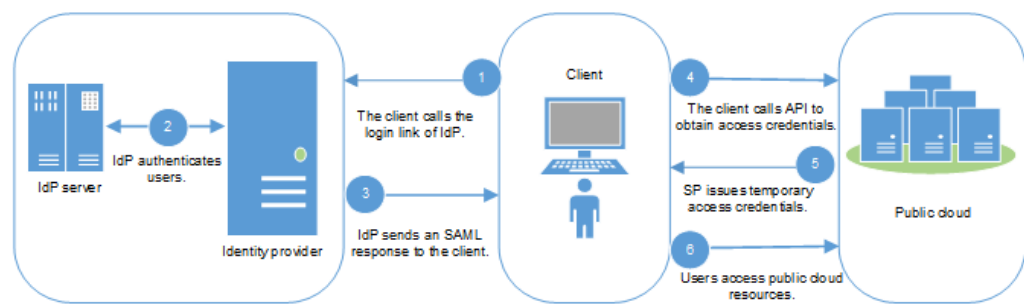 1
Client
4
The client calls the
login link of IdP.
The client calls API to
obtain access credentials.
2
IdP authenticates
users.
IdP server
5
3
SP issues temporary
access credentials.
Public cloud
IdP sends an SAML
response to the client.
Identity provider
6
Users access public cloud
resources.